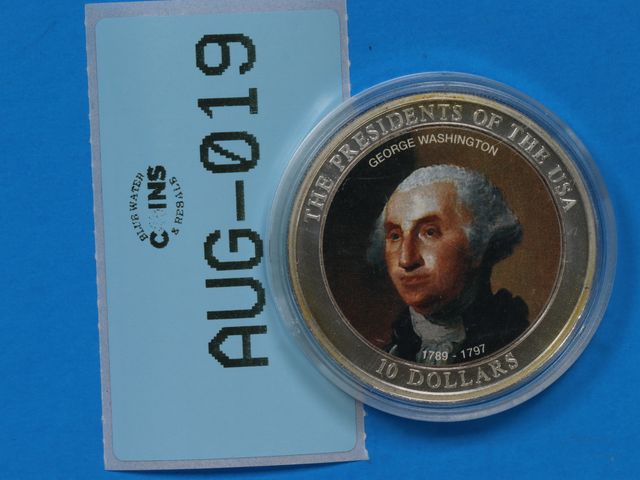 AUG-019
BLUE WATER
COINS
& RESALE
THE PRESIDENTS OF THE USA
GEORGE WASHINGTON
1789 - 1797
10 DOLLARS